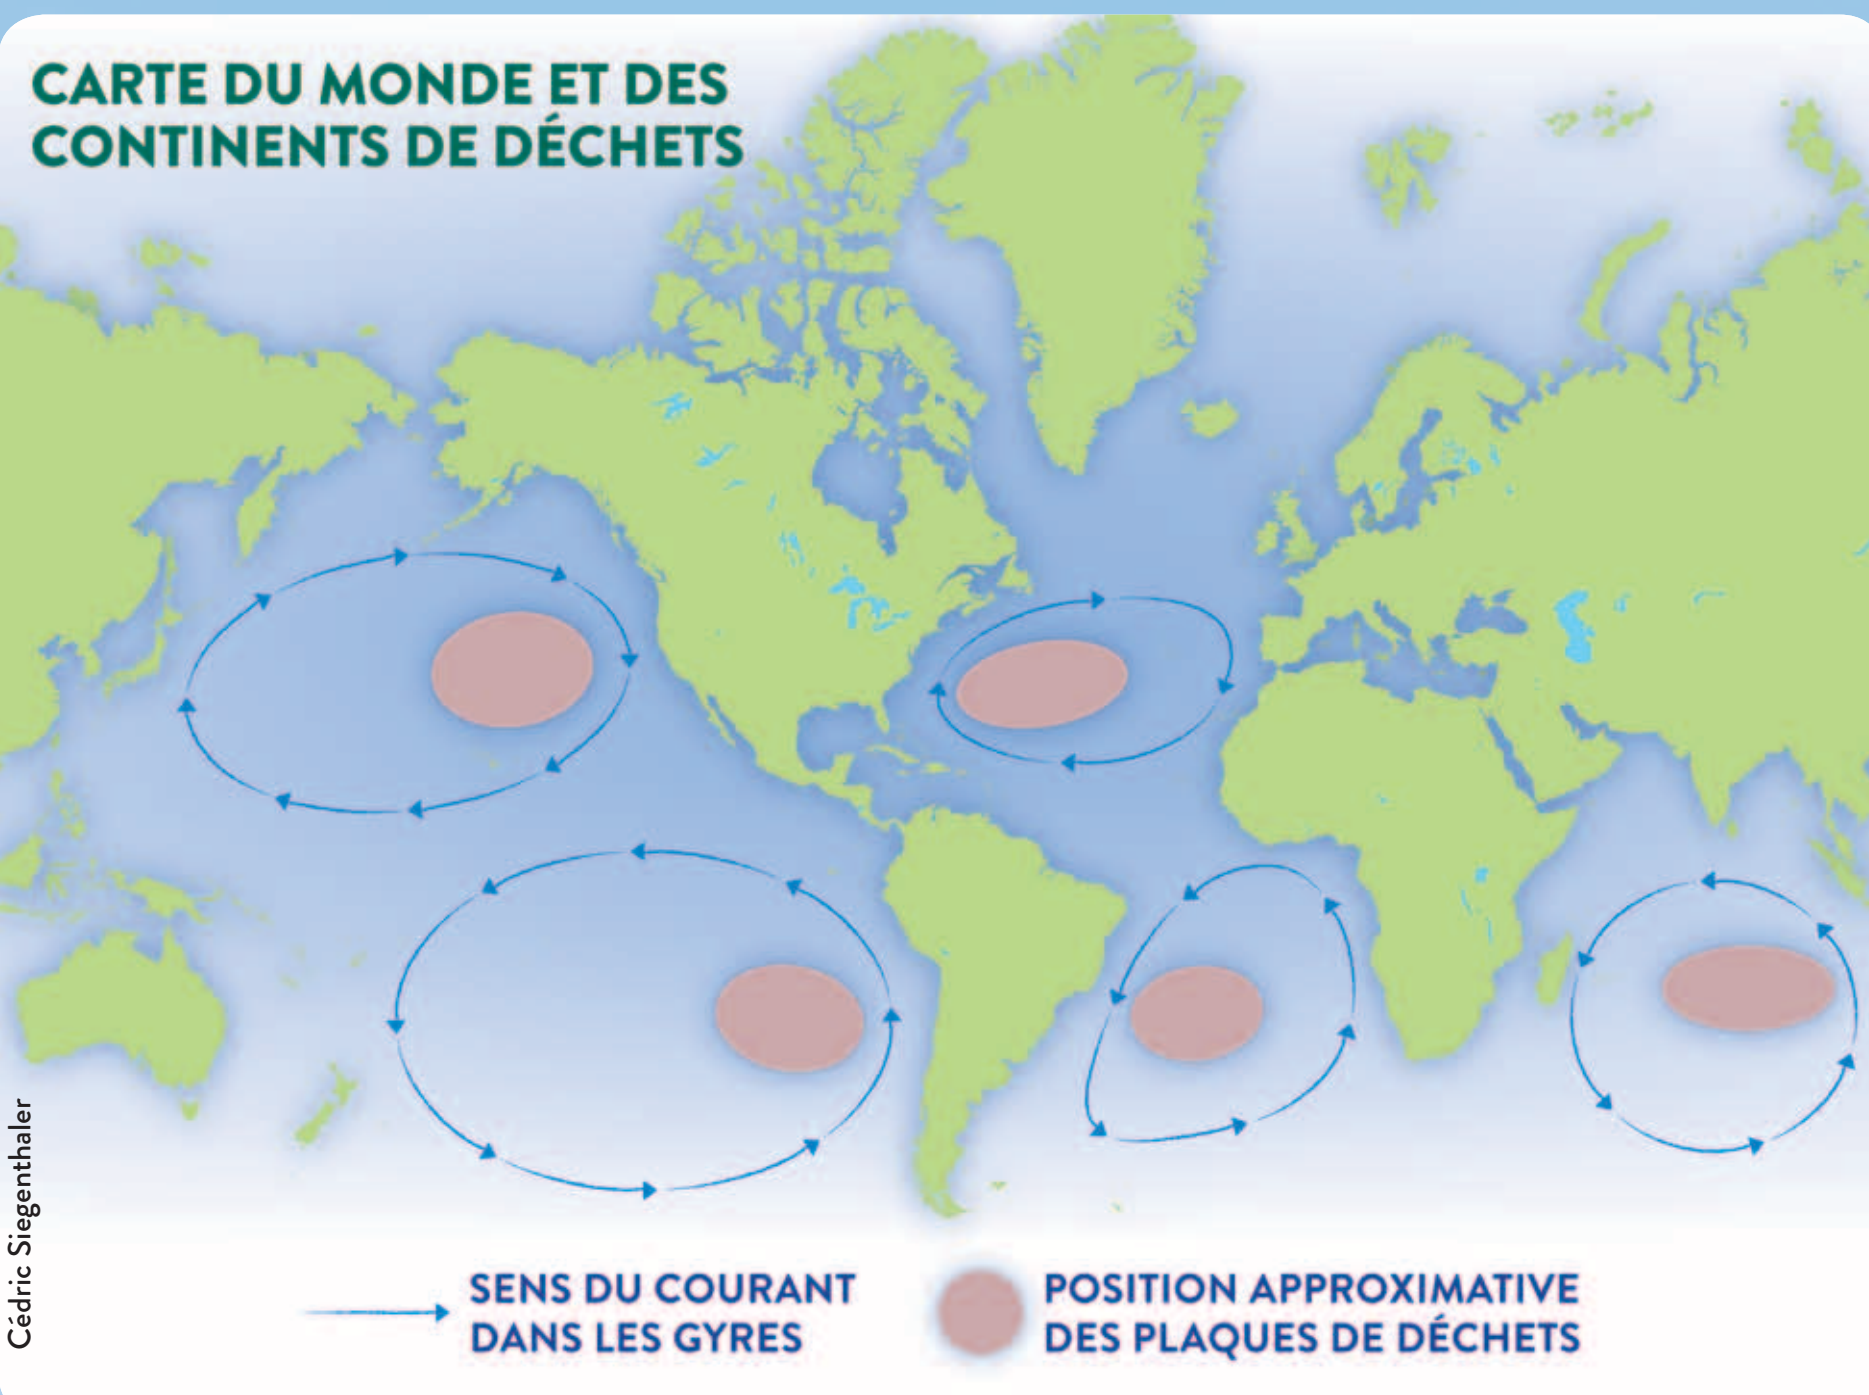 CARTE DU MONDE ET DES
CONTINENTS DE DÉCHETS
Cédric Siegenthaler
SENS DU COURANT
DANS LES GYRES
POSITION APPROXIMATIVE
DES PLAQUES DE DÉCHETS